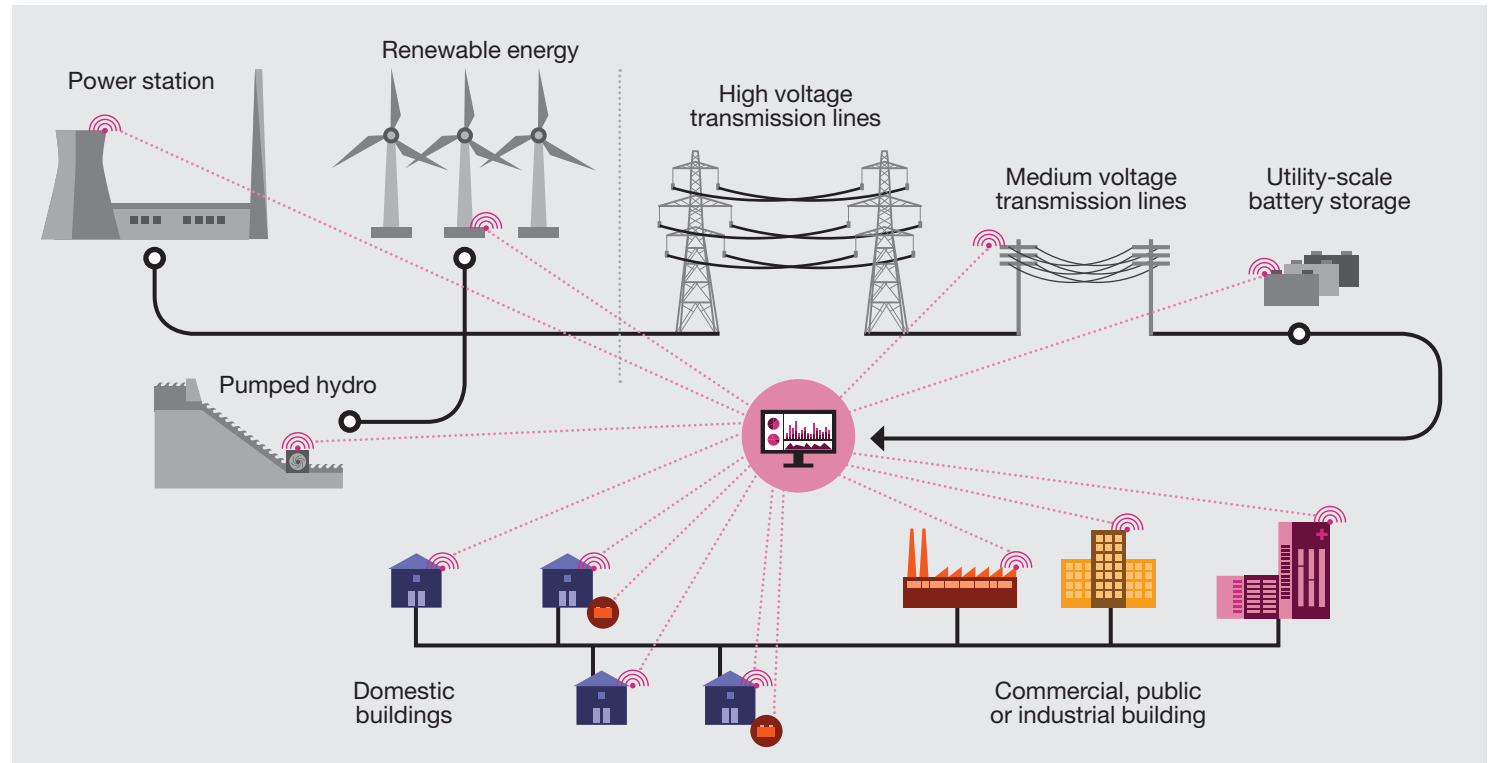 Power station
Renewable energy
High voltage
transmission lines
Medium voltage
transmission lines
Utility-scale
battery storage
Pumped hydro
Domestic
buildings
Commercial, public
or industrial building